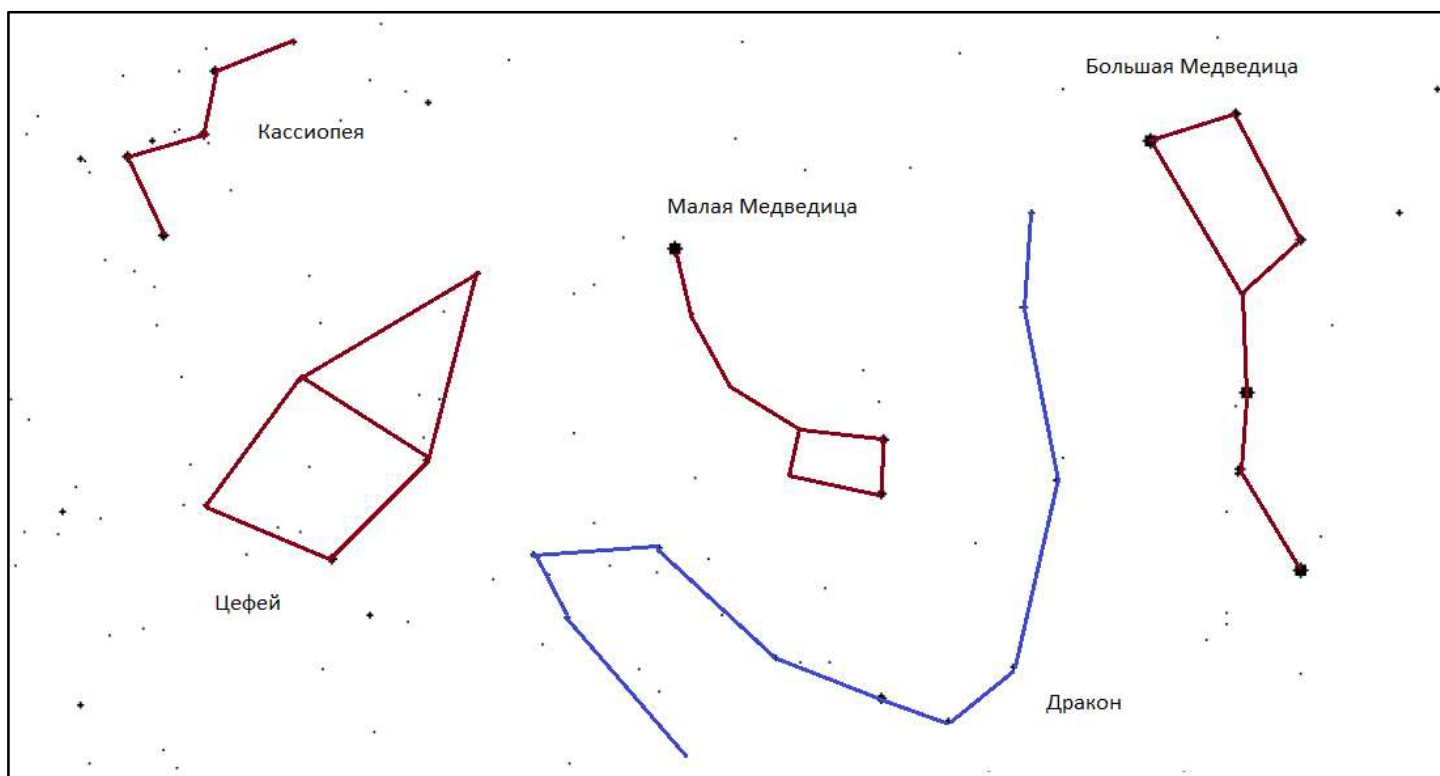 Большая Медведица
Кассиопея
Малая Медведица
Цефей
Дракон